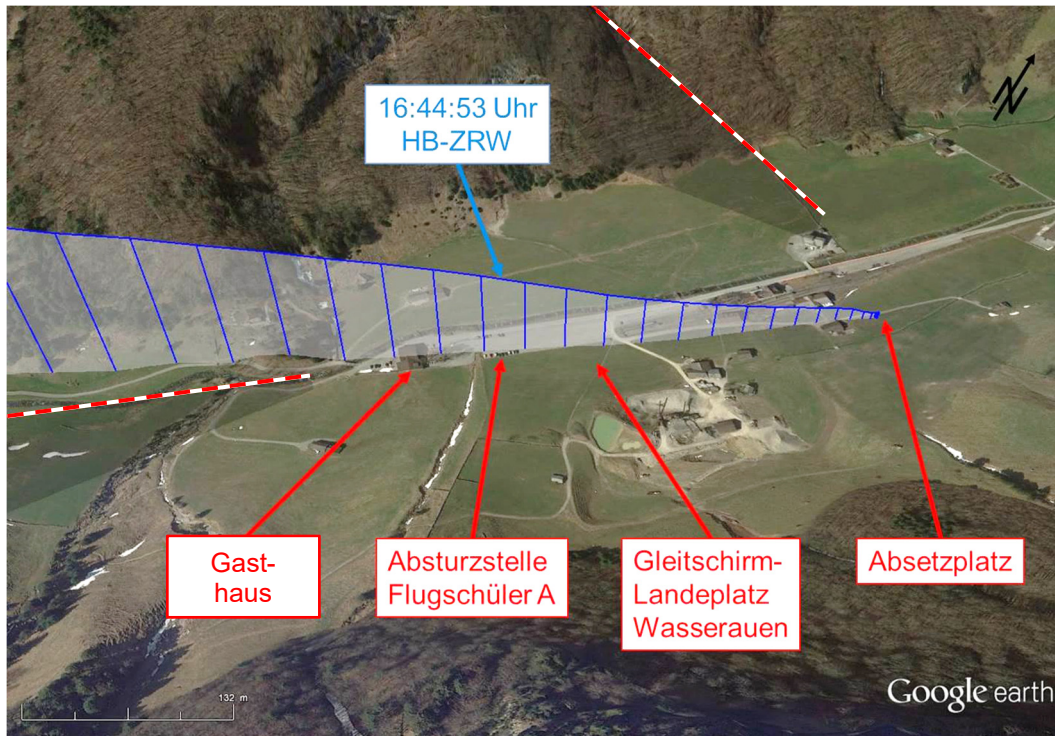 16:44:53 Uhr
HB-ZRW
N
Gast-
haus
Absturzstelle
Flugschüler A
Gleitschirm-
Landeplatz
Wasserauen
Absetzplatz
132 m
Google earth